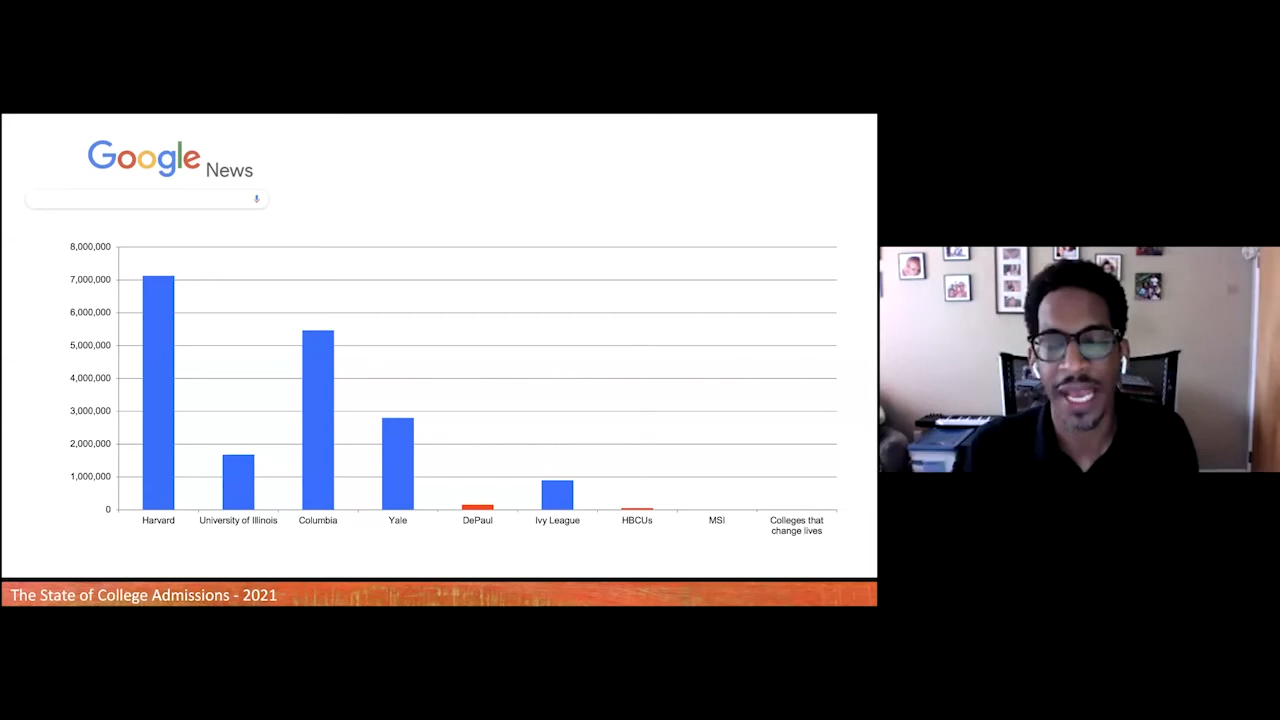 Google News
8,000,000
7,000,000
6,000,000
5,000,000
4,000,000
3,000,000
2,000,000
1,000,000
0
Harvard
University of Illinois
Columbia
Yale
DePaul
Ivy League
HBCUs
MSI
Colleges that
change lives
The State of College Admissions - 2021